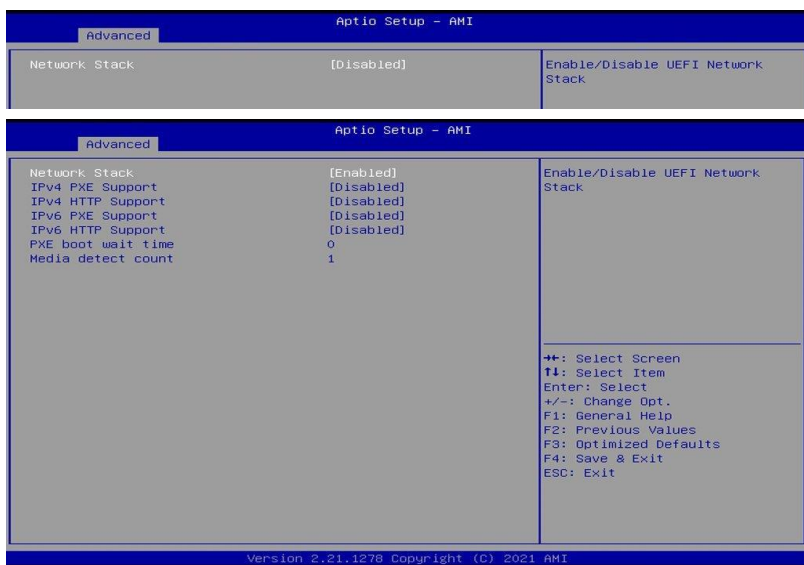 Aptio Setup – AMI
Advanced
Network Stack [Disabled]
Enable/Disable UEFI Network
Stack
Aptio Setup – AMI
Advanced
Network Stack [Enabled]
IPv4 PXE Support [Disabled]
IPv4 HTTP Support [Disabled]
IPv6 PXE Support [Disabled]
IPv6 HTTP Support [Disabled]
PXE boot wait time 0
Media detect count 1
Enable/Disable UEFI Network
Stack
→←: Select Screen
↑↓: Select Item
Enter: Select
+/-: Change Opt.
F1: General Help
F2: Previous Values
F3: Optimized Defaults
F4: Save & Exit
ESC: Exit
Version 2.21.1278 Copyright (C) 2021 AMI